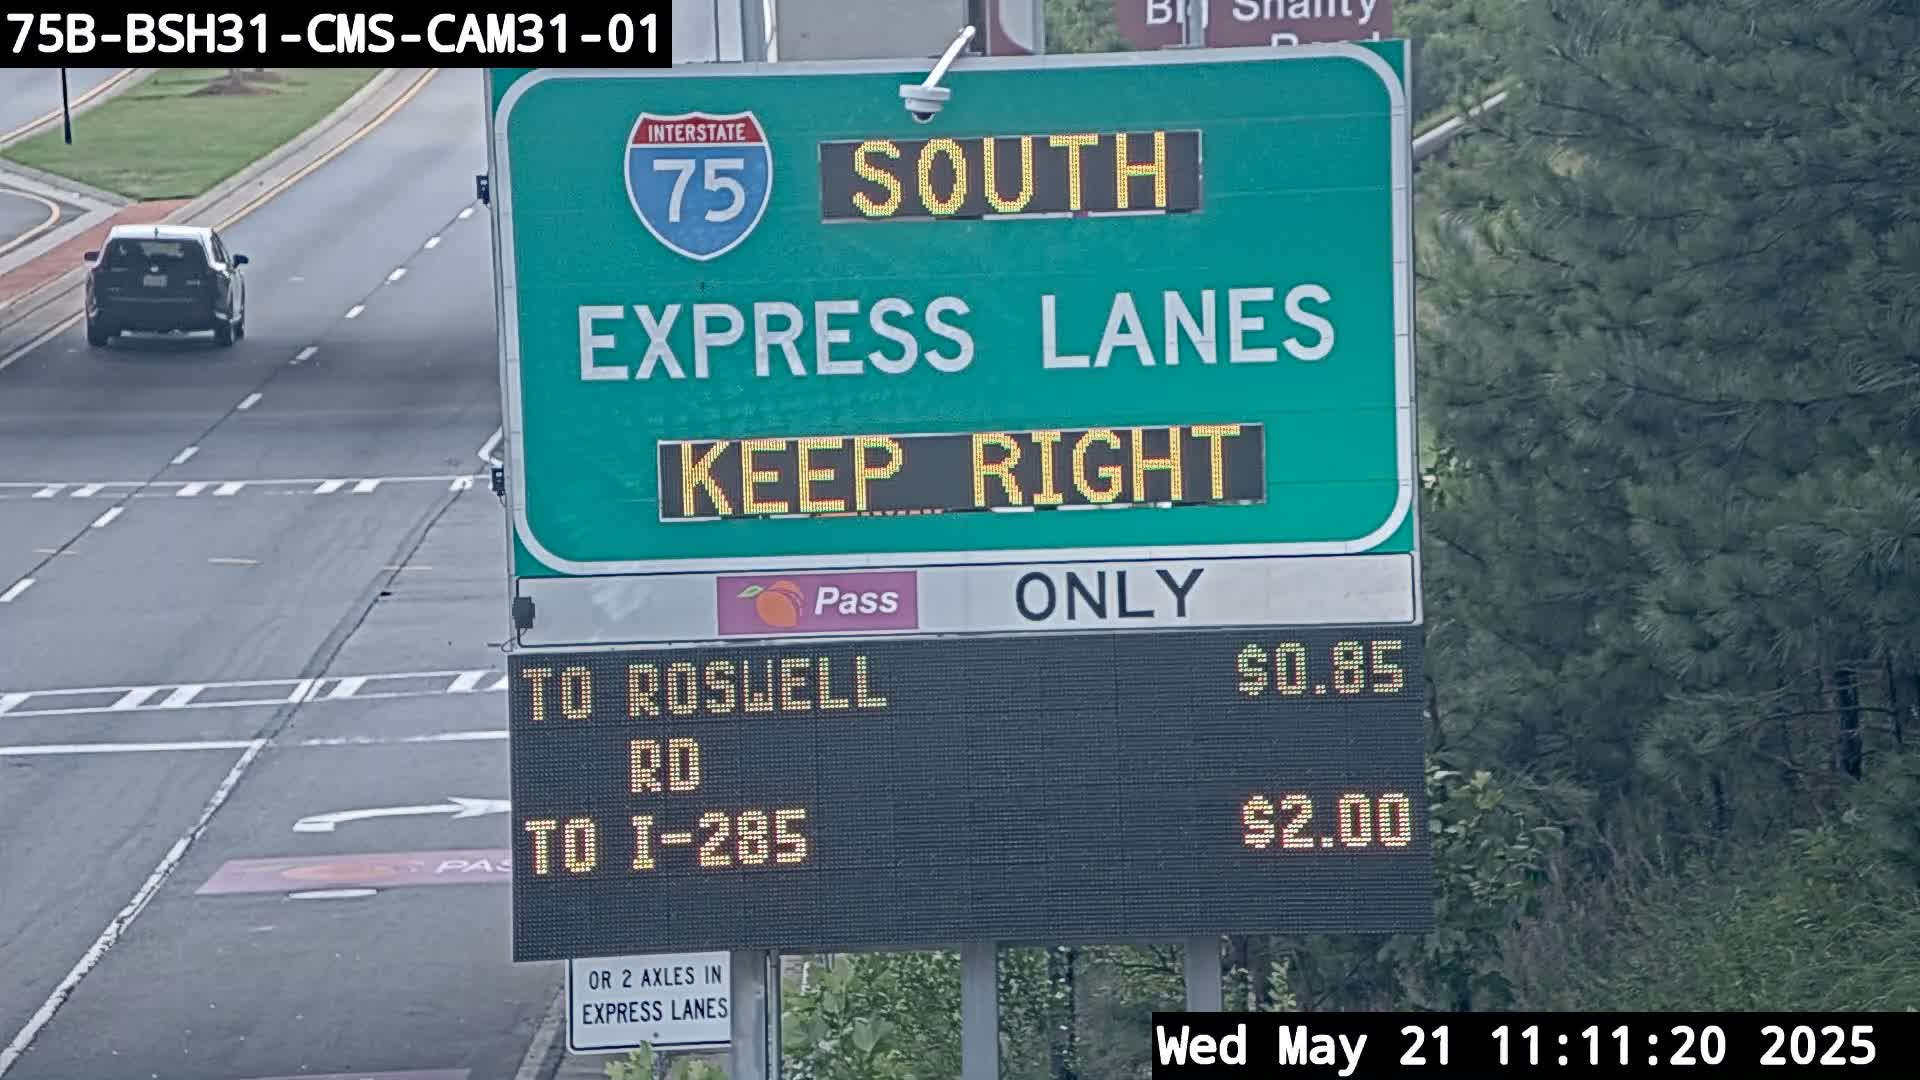 75B-BSH31-CMS-CAM31-01
Shanty
INTERSTATE
75
SOUTH
EXPRESS LANES
KEEP RIGHT
Pass ONLY
TO ROSWELL $0.85
RD
TO I-285 $2.00
OR 2 AXLES IN
EXPRESS LANES
Wed May 21 11:11:20 2025